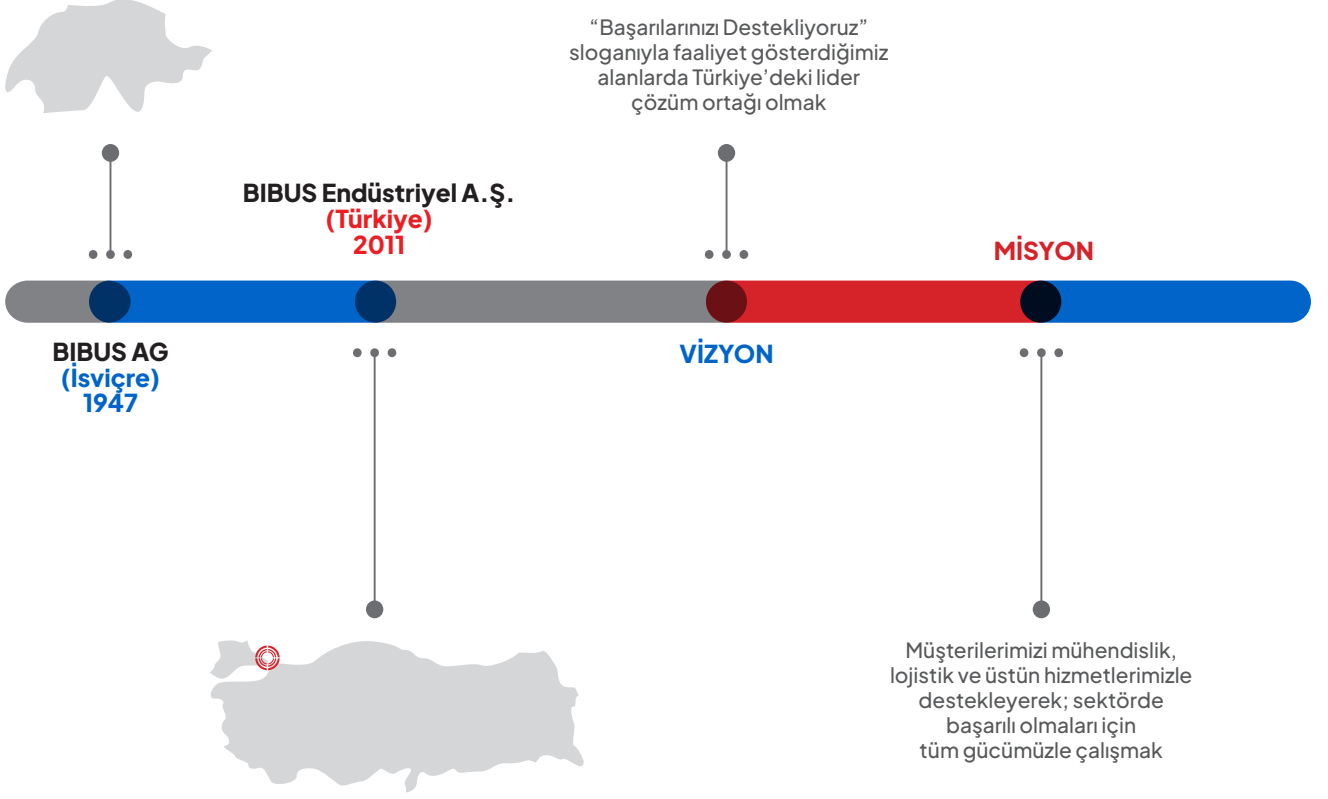 “Başarılarınızı Destekliyoruz”
sloganıyla faaliyet gösterdiğimiz
alanlarda Türkiye’deki lider
çözüm ortağı olmak
BIBUS Endüstriyel A.Ş.
(Türkiye)
2011
MİSYON
BIBUS AG
(İsviçre)
1947
VİZYON
Müşterilerimizi mühendislik,
lojistik ve üstün hizmetlerimizle
destekleyerek; sektörde
başarılı olmaları için
tüm gücümüzle çalışmak